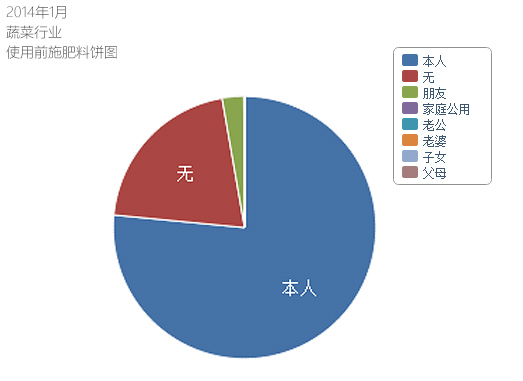 2014年1月
蔬菜行业
使用前施肥料饼图
本人
无
朋友
家庭公用
老公
老婆
子女
父母
无
本人